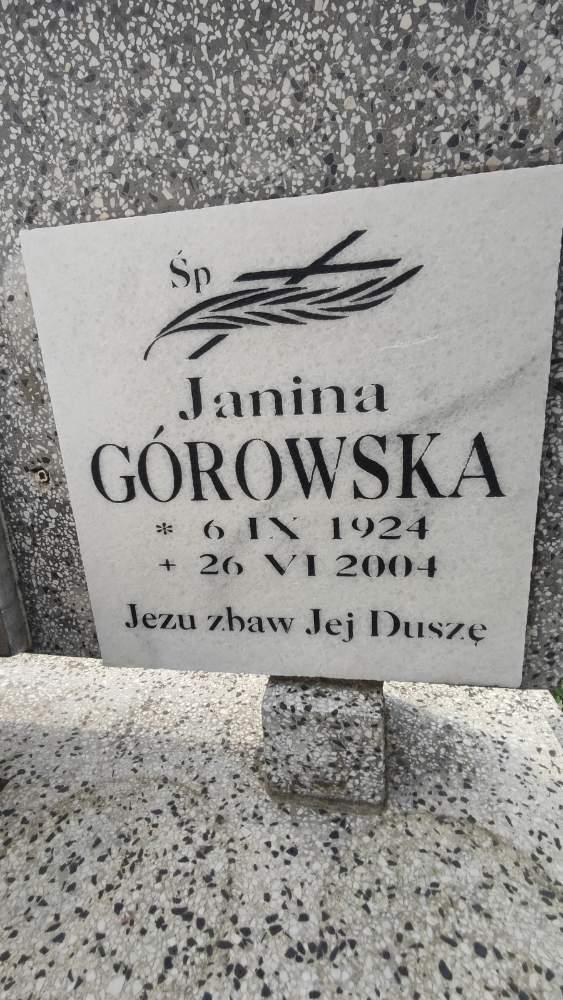 Śp
Janina
GÓROWSKA
* 6 IX 1924
+ 26 VI 2004
Jezu zbaw Jej Duszę